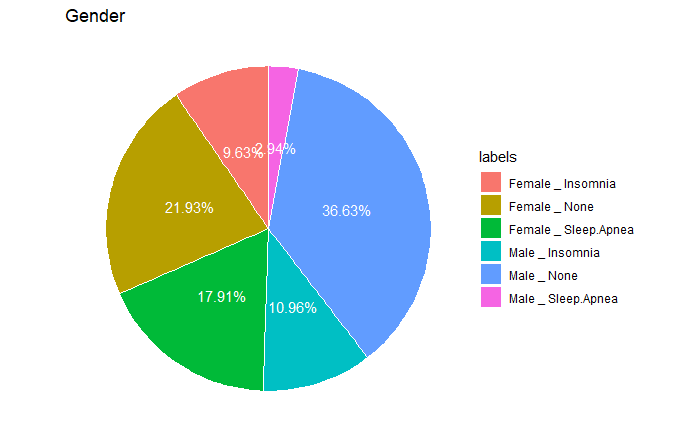 Gender
9.63%
2.94%
21.93%
36.63%
17.91%
10.96%
labels
Female _ Insomnia
Female _ None
Female _ Sleep.Apnea
Male _ Insomnia
Male _ None
Male _ Sleep.Apnea